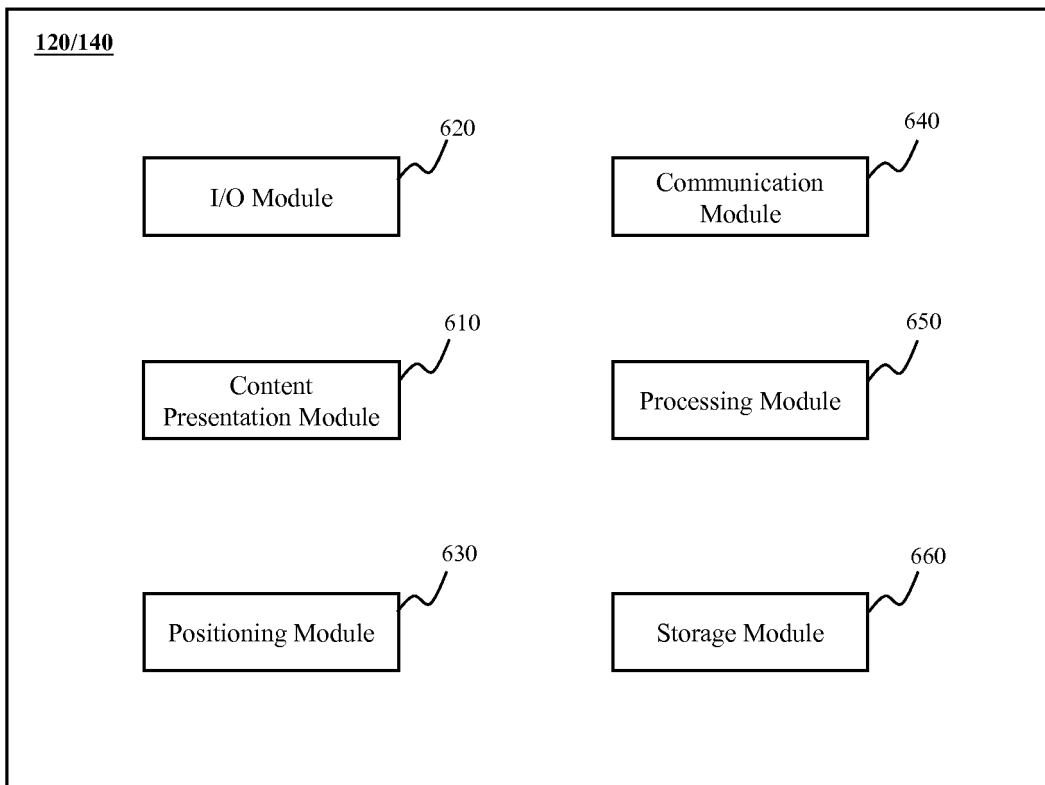 120/140
620
I/O Module
640
Communication
Module
610
Content
Presentation Module
650
Processing Module
630
Positioning Module
660
Storage Module